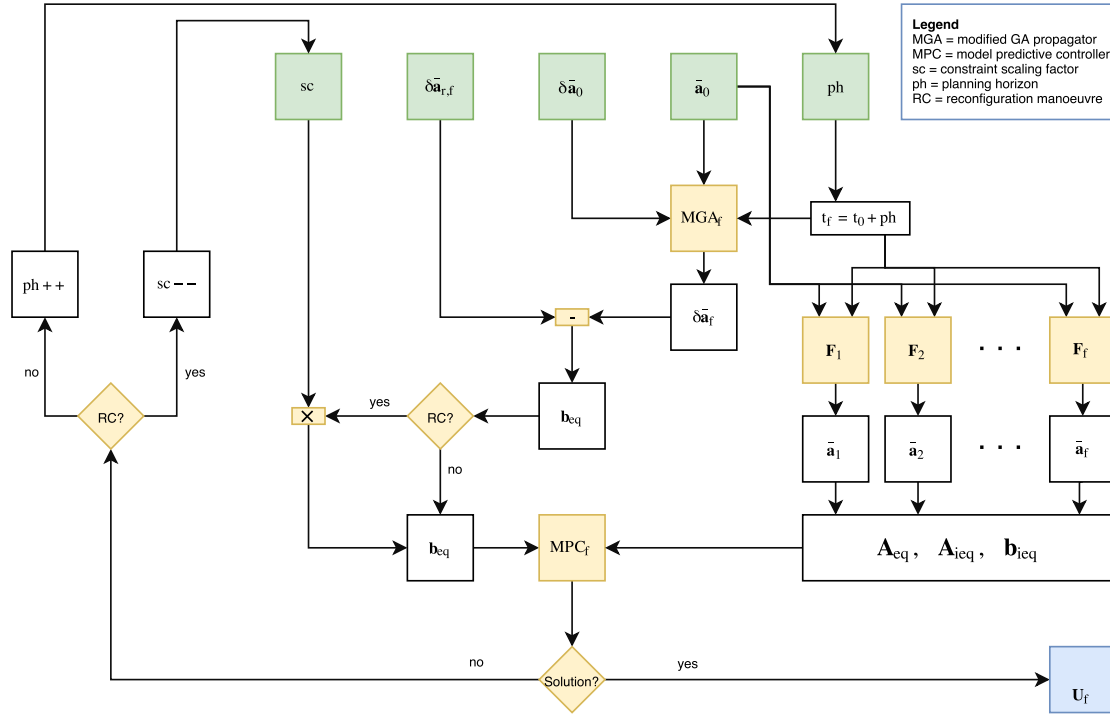 Legend
MGA = modified GA propagator
MPC = model predictive controller
sc = constraint scaling factor
ph = planning horizon
RC = reconfiguration manoeuvre
sc
δā_{r,f}
δā_0
ā_0
ph
MGA_f
t_f = t_0 + ph
ph + +
sc − −
δā_f
-
F_1
F_2
. . .
F_f
no
yes
RC?
×
yes
RC?
b_eq
no
ā_1
ā_2
. . .
ā_f
b_eq
MPC_f
A_eq , A_ieq , b_ieq
no
Solution?
yes
U_f